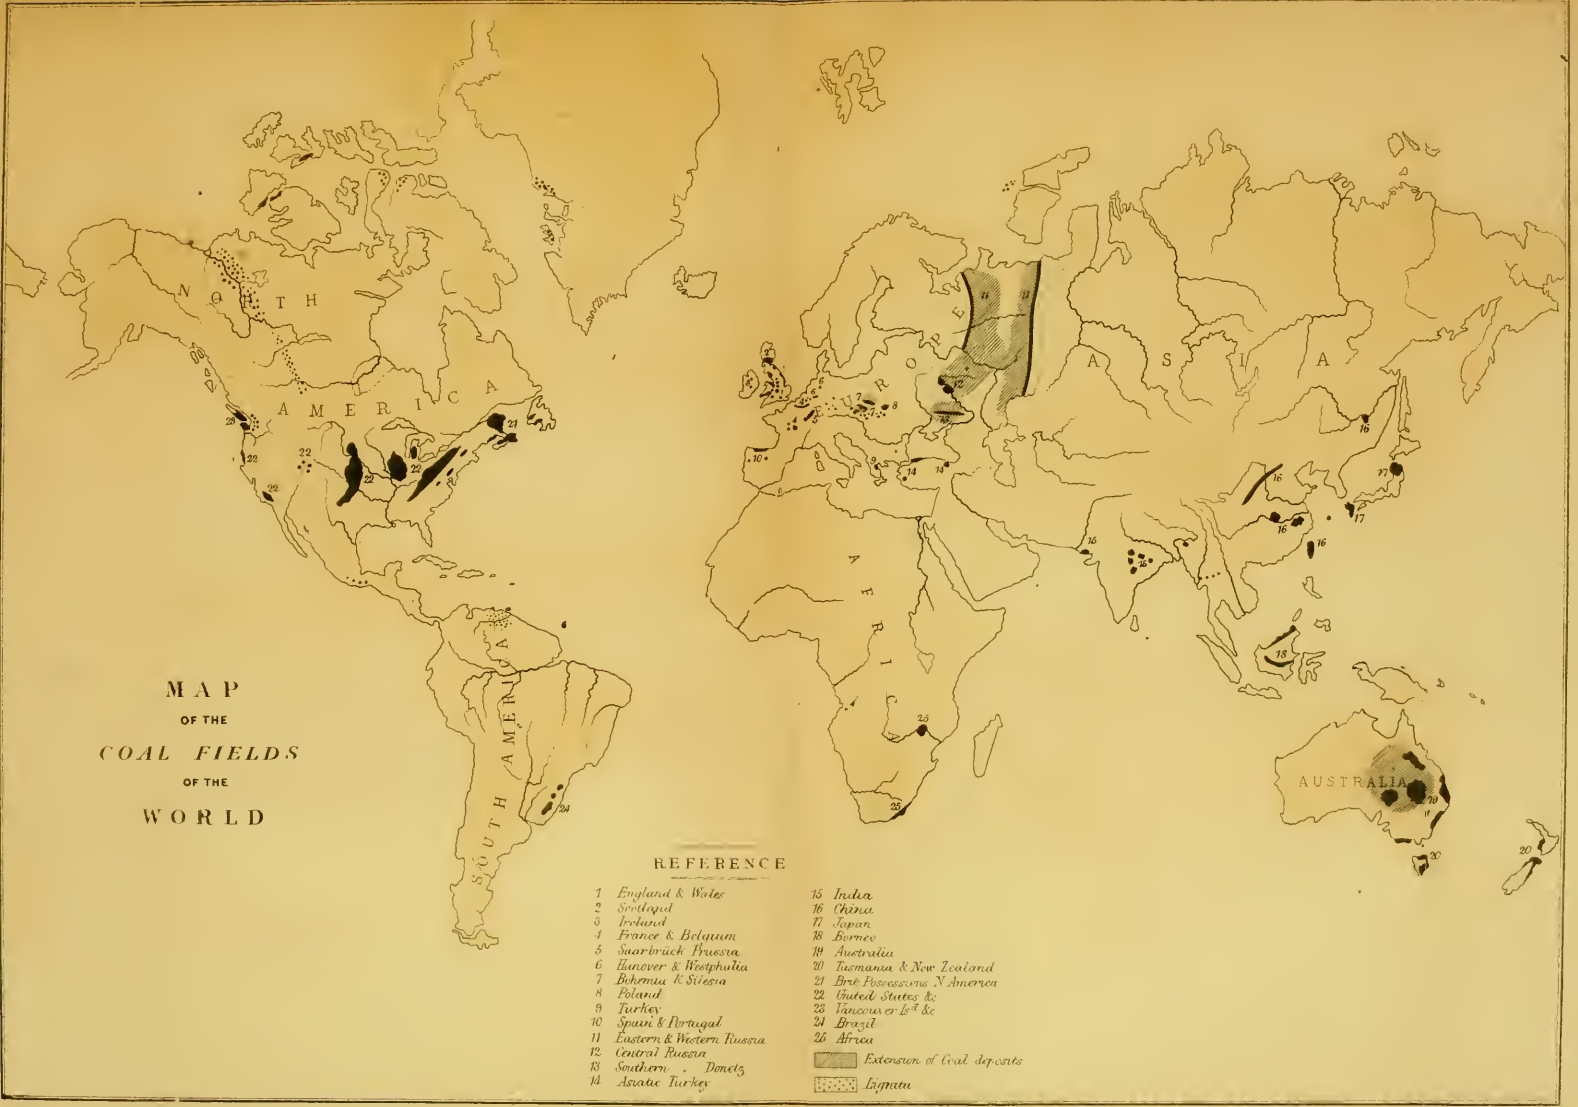 MAP
OF THE
COAL FIELDS
OF THE
WORLD
NORTH
AMERICA
SOUTH AMERICA
EUROPE
ASIA
AFRICA
AUSTRALIA
REFERENCE
1 England & Wales
2 Scotland
3 Ireland
4 France & Belgium
5 Saarbrück Prussia
6 Hanover & Westphalia
7 Bohemia & Silesia
8 Poland
9 Turkey
10 Spain & Portugal
11 Eastern & Western Russia
12 Central Russia
13 Southern . Donetz
14 Asiatic Turkey
15 India
16 China
17 Japan
18 Borneo
19 Australia
20 Tasmania & New Zealand
21 Brit Possessions N America
22 United States &c
23 Vancouver Isd &c
24 Brazil
25 Africa
Extension of Coal deposits
Lignite